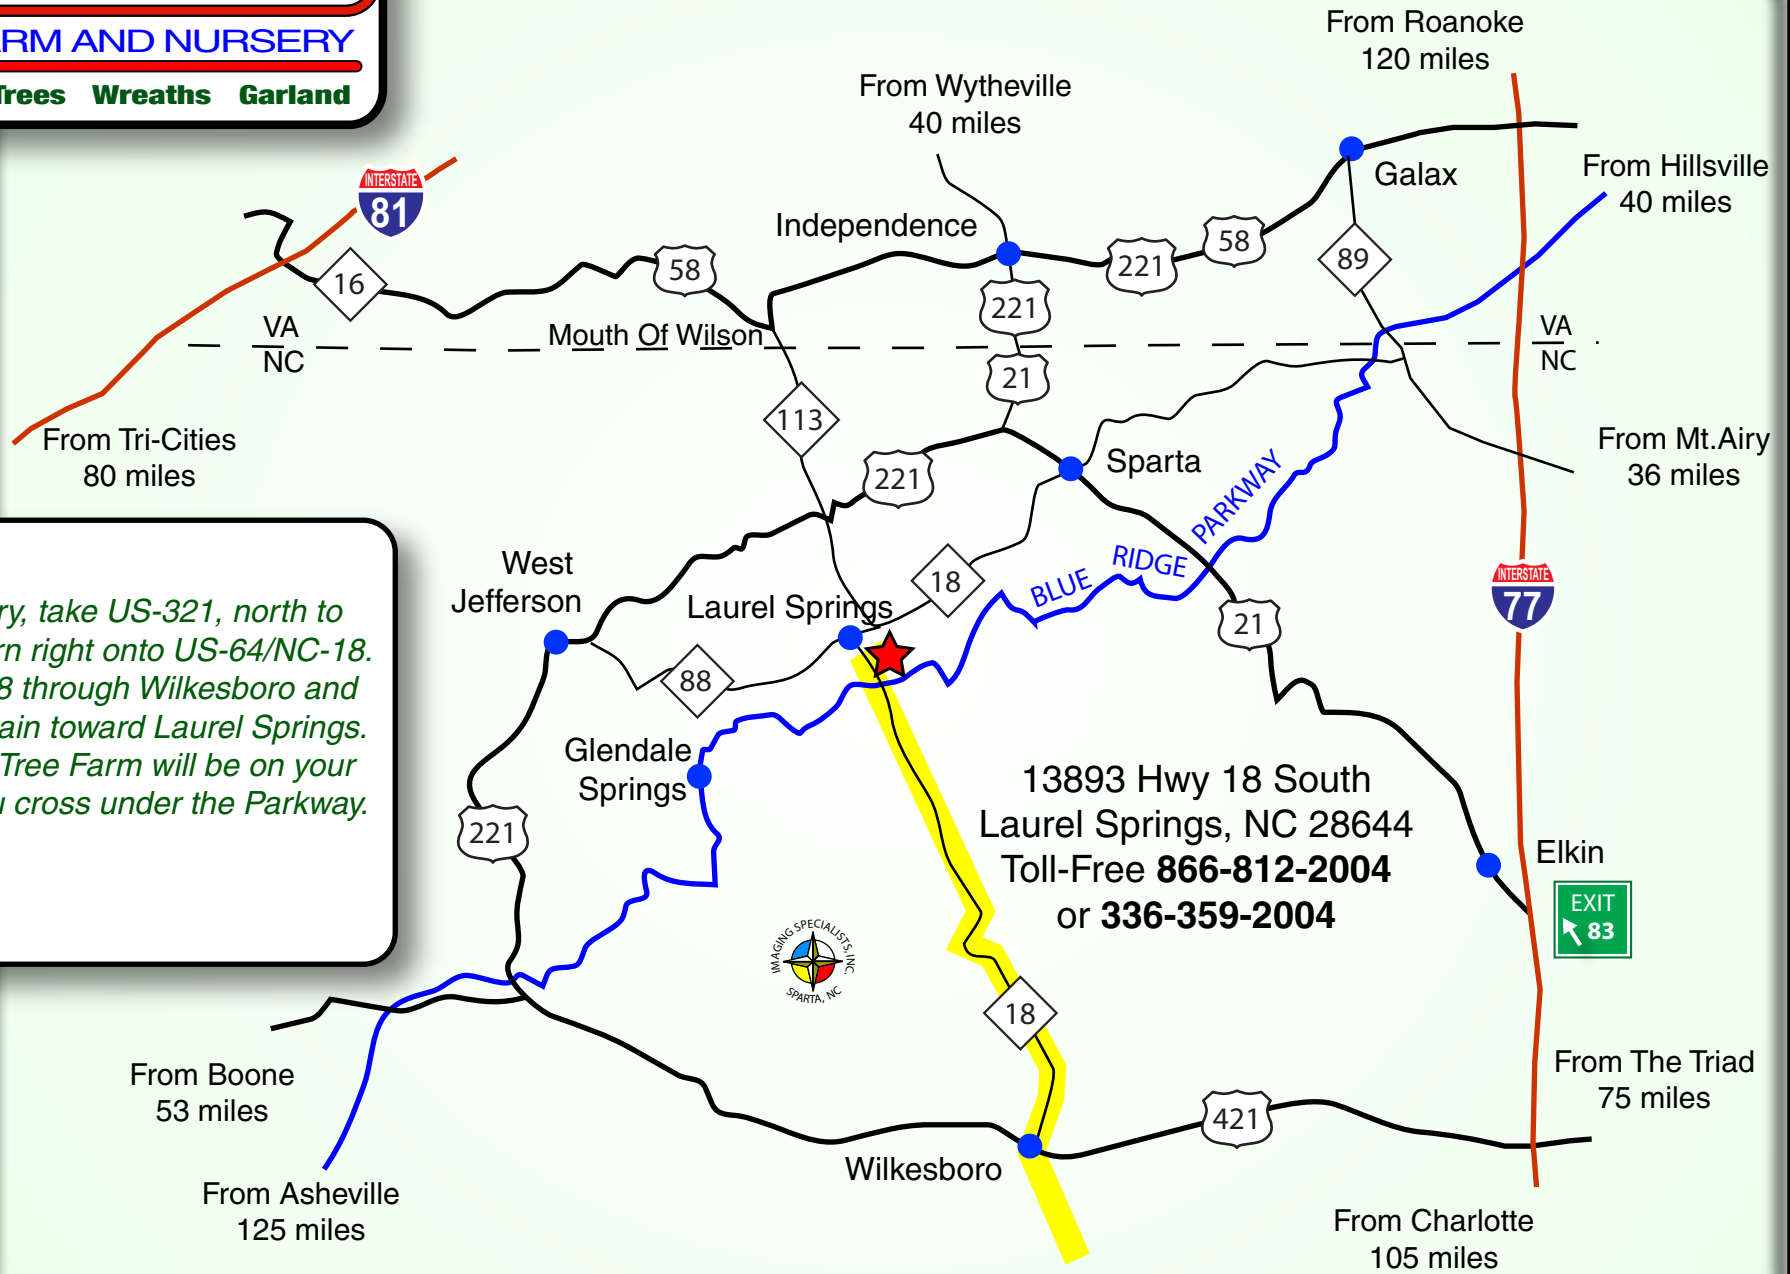 ARM AND NURSERY
Trees Wreaths Garland
From Roanoke
120 miles
From Wytheville
40 miles
Galax
From Hillsville
40 miles
INTERSTATE
81
Independence
58
221
89
16
58
221
VA
NC
Mouth Of Wilson
VA
NC
21
113
From Tri-Cities
80 miles
221
Sparta
From Mt.Airy
36 miles
BLUE RIDGE PARKWAY
West
Jefferson
18
Laurel Springs
INTERSTATE
77
21
88
ry, take US-321, north to
rn right onto US-64/NC-18.
8 through Wilkesboro and
ain toward Laurel Springs.
Tree Farm will be on your
u cross under the Parkway.
Glendale
Springs
221
13893 Hwy 18 South
Laurel Springs, NC 28644
Toll-Free 866-812-2004
or 336-359-2004
Elkin
EXIT
83
IMAGING SPECIALISTS, INC.
SPARTA, NC
18
From Boone
53 miles
From The Triad
75 miles
421
Wilkesboro
From Asheville
125 miles
From Charlotte
105 miles